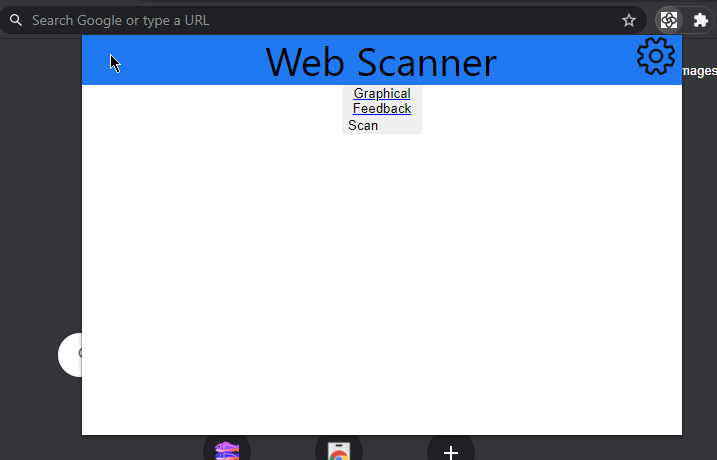 Search Google or type a URL
Web Scanner
mages
Graphical
Feedback
Scan